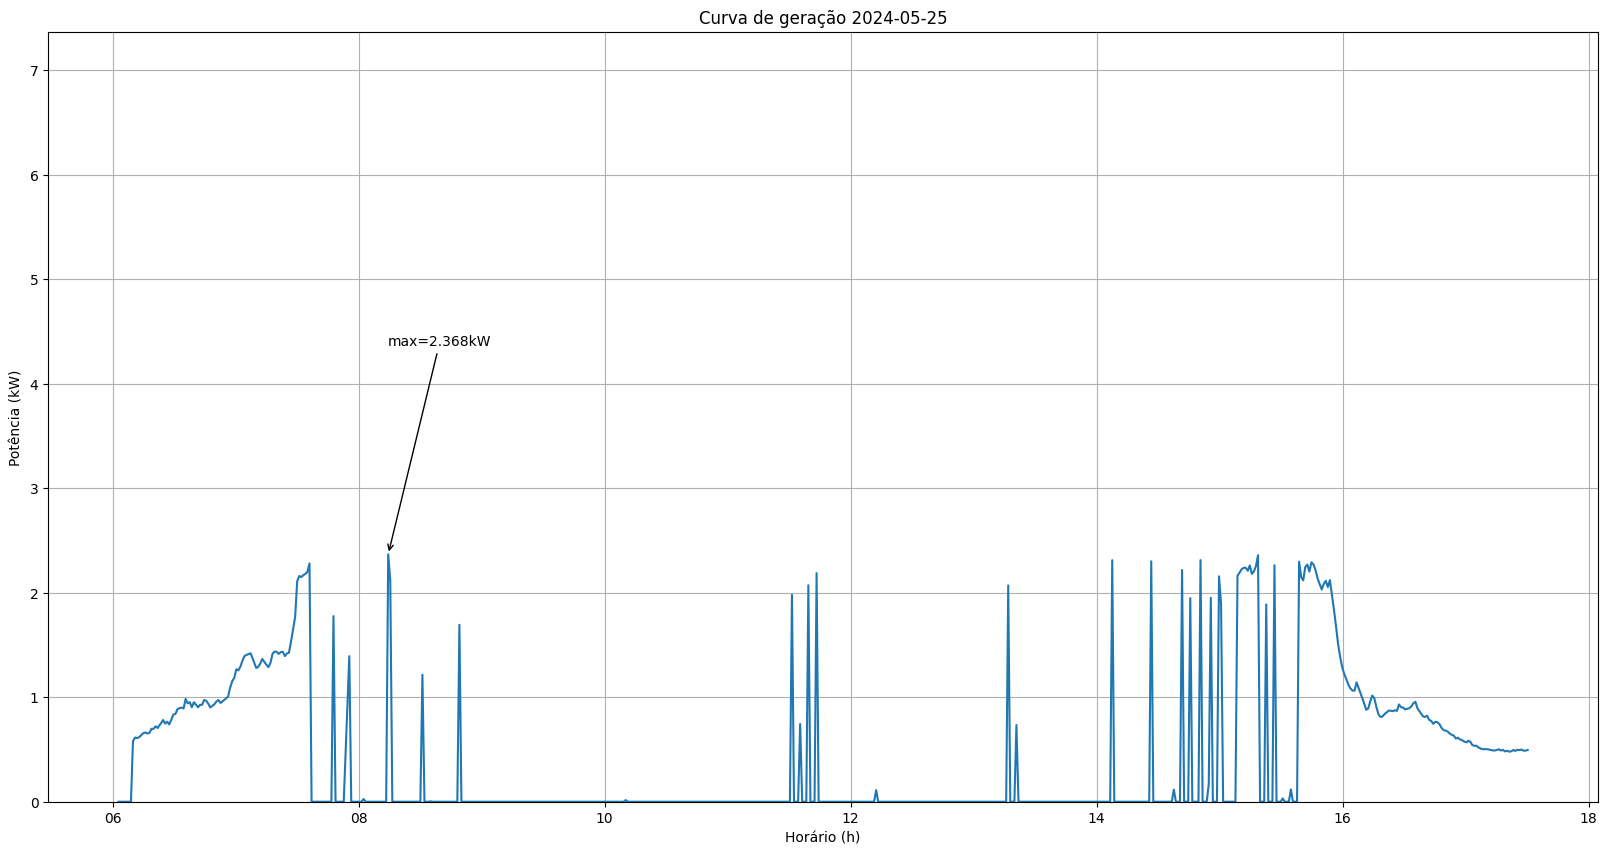 Curva de geração 2024-05-25
7
6
5
4
3
2
1
0
Potência (kW)
max=2.368kW
06 08 10 12 14 16 18
Horário (h)